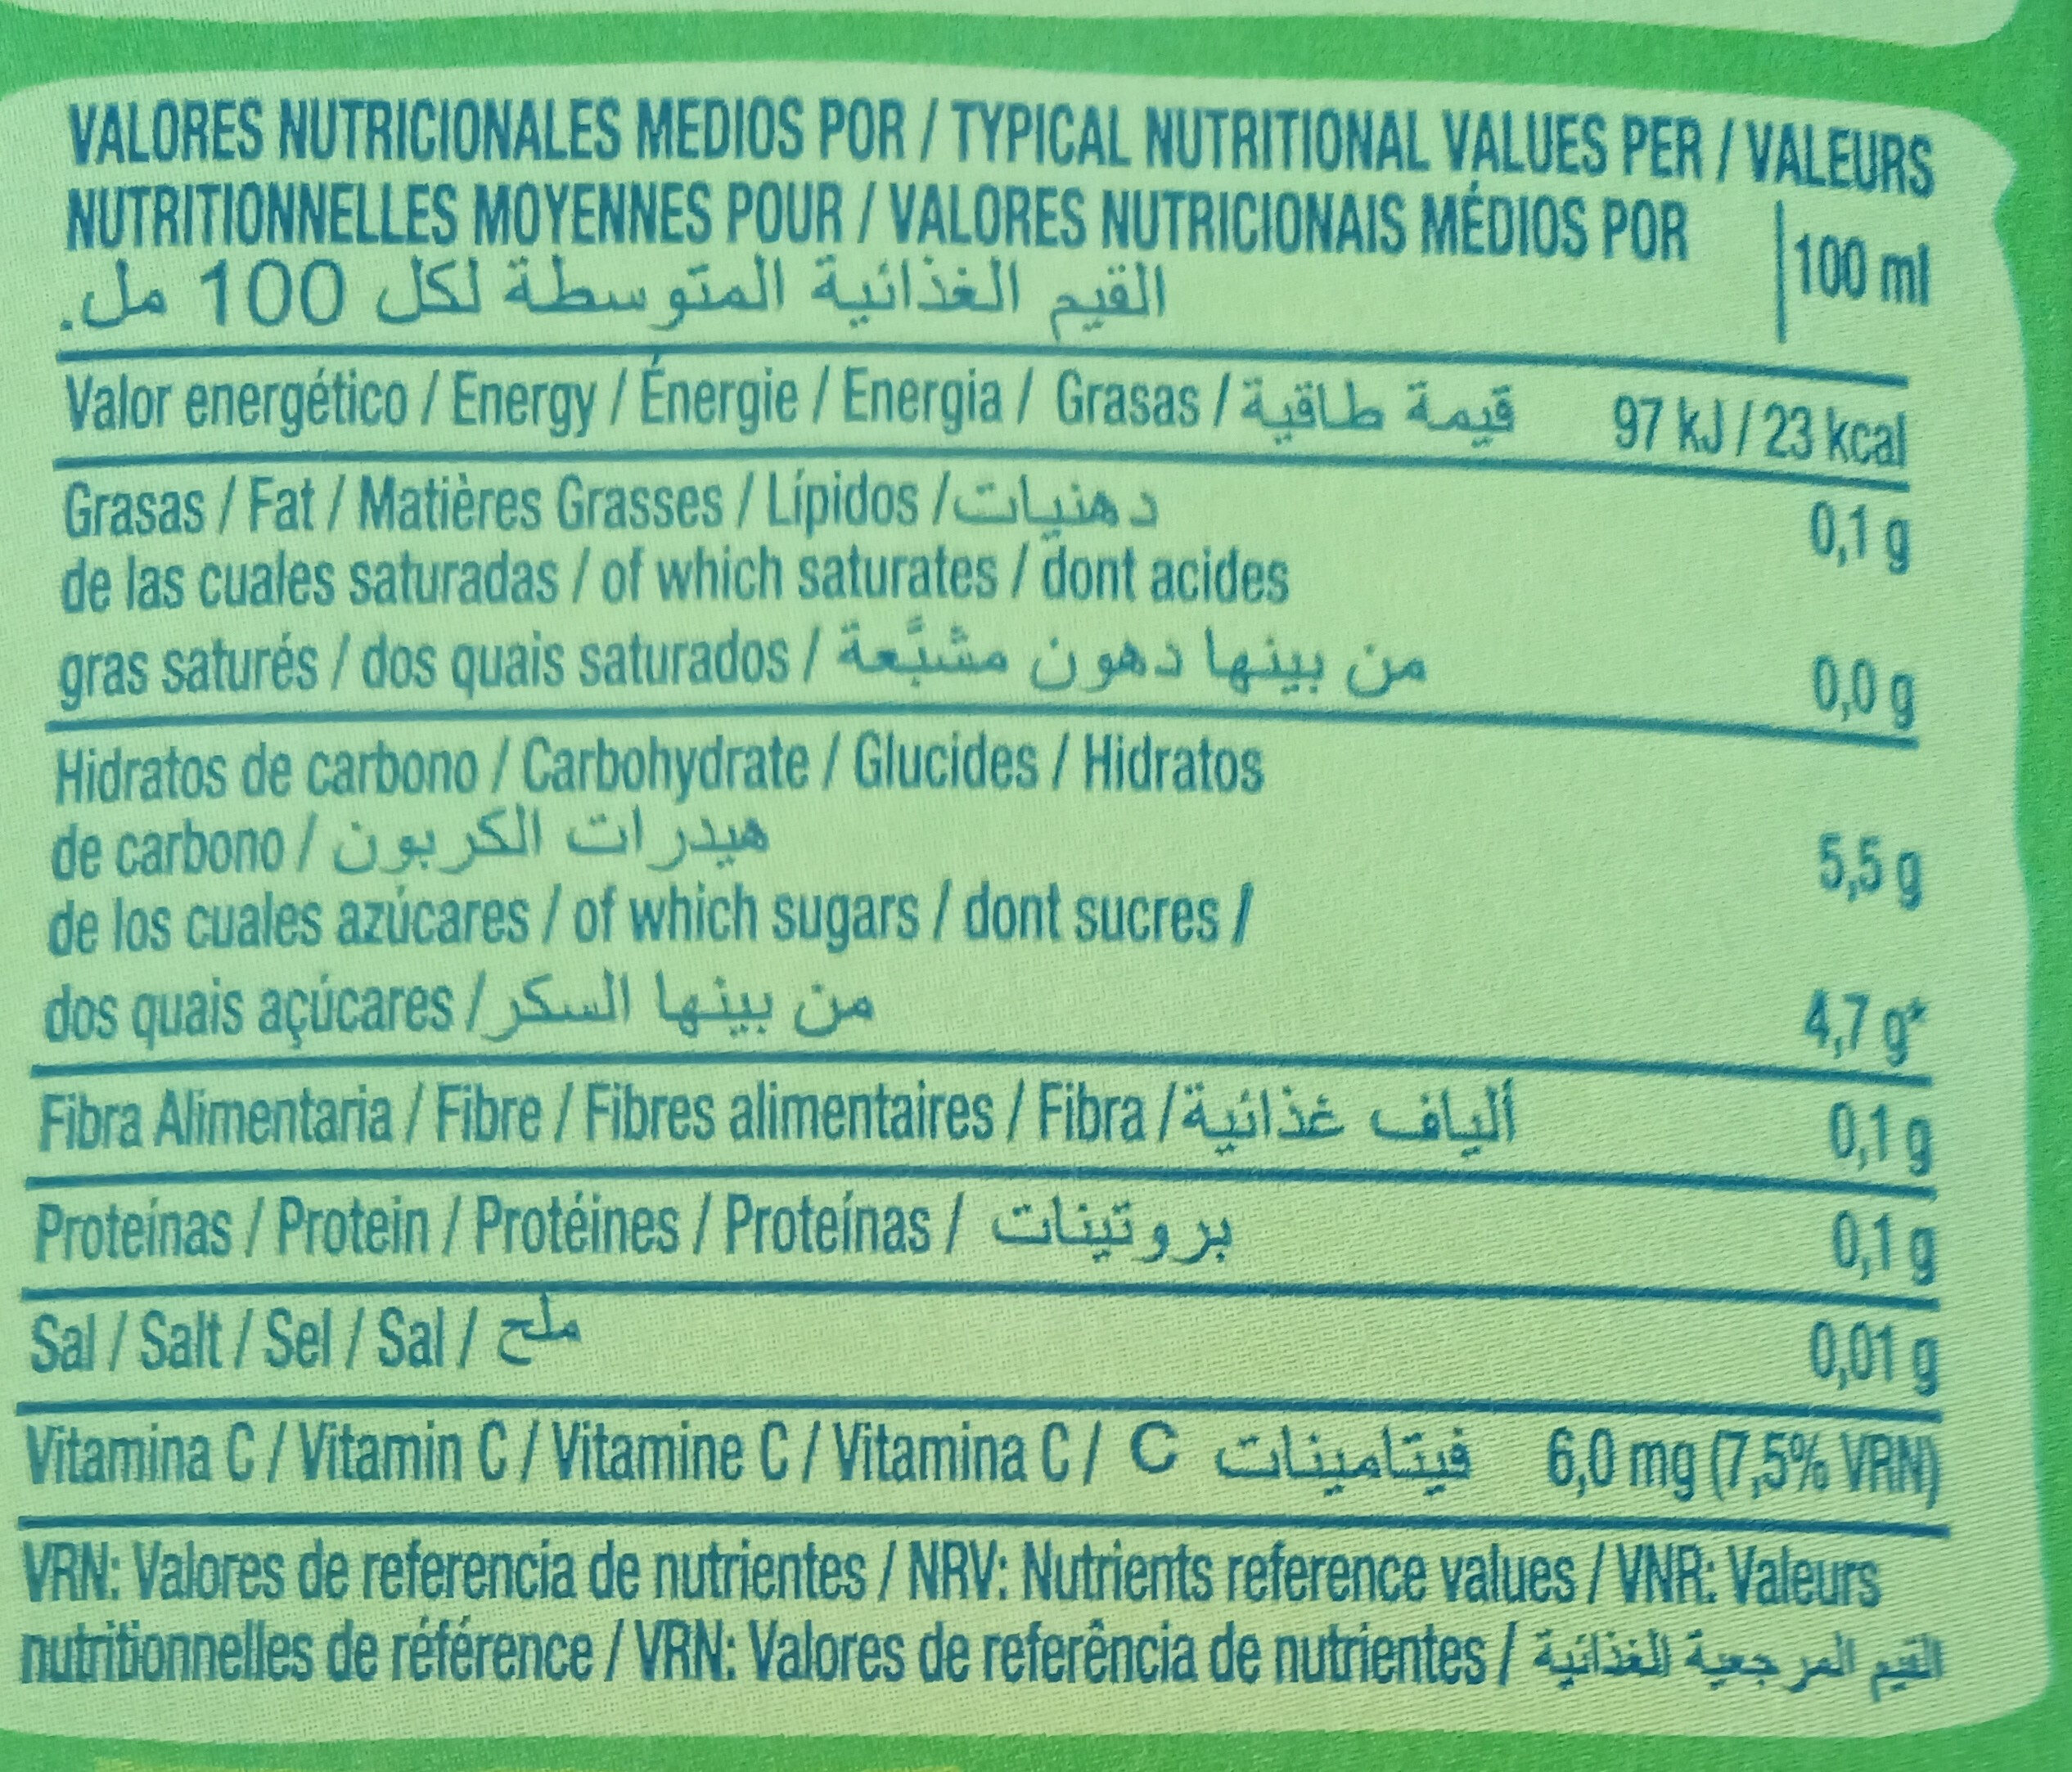 VALORES NUTRICIONALES MEDIOS POR / TYPICAL NUTRITIONAL VALUES PER / VALEURS
NUTRITIONNELLES MOYENNES POUR / VALORES NUTRICIONAIS MÉDIOS POR
100 ml
القيم الغذائية المتوسطة لكل 100 مل.
Valor energético / Energy / Énergie / Energia / Grasas / قيمة طاقية 97 kJ / 23 kcal
Grasas / Fat / Matières Grasses / Lípidos / دهنيات 0,1 g
de las cuales saturadas / of which saturates / dont acides
gras saturés / dos quais saturados / من بينها دهون مشبَّعة 0,0 g
Hidratos de carbono / Carbohydrate / Glucides / Hidratos
de carbono / هيدرات الكربون 5,5 g
de los cuales azúcares / of which sugars / dont sucres /
dos quais açúcares / من بينها السكر 4,7 g*
Fibra Alimentaria / Fibre / Fibres alimentaires / Fibra / ألياف غذائية 0,1 g
Proteínas / Protein / Protéines / Proteínas / بروتينات 0,1 g
Sal / Salt / Sel / Sal / ملح 0,01 g
Vitamina C / Vitamin C / Vitamine C / Vitamina C / فيتامينات C 6,0 mg (7,5% VRN)
VRN: Valores de referencia de nutrientes / NRV: Nutrients reference values / VNR: Valeurs
nutritionnelles de référence / VRN: Valores de referência de nutrientes / القيم المرجعية الغذائية